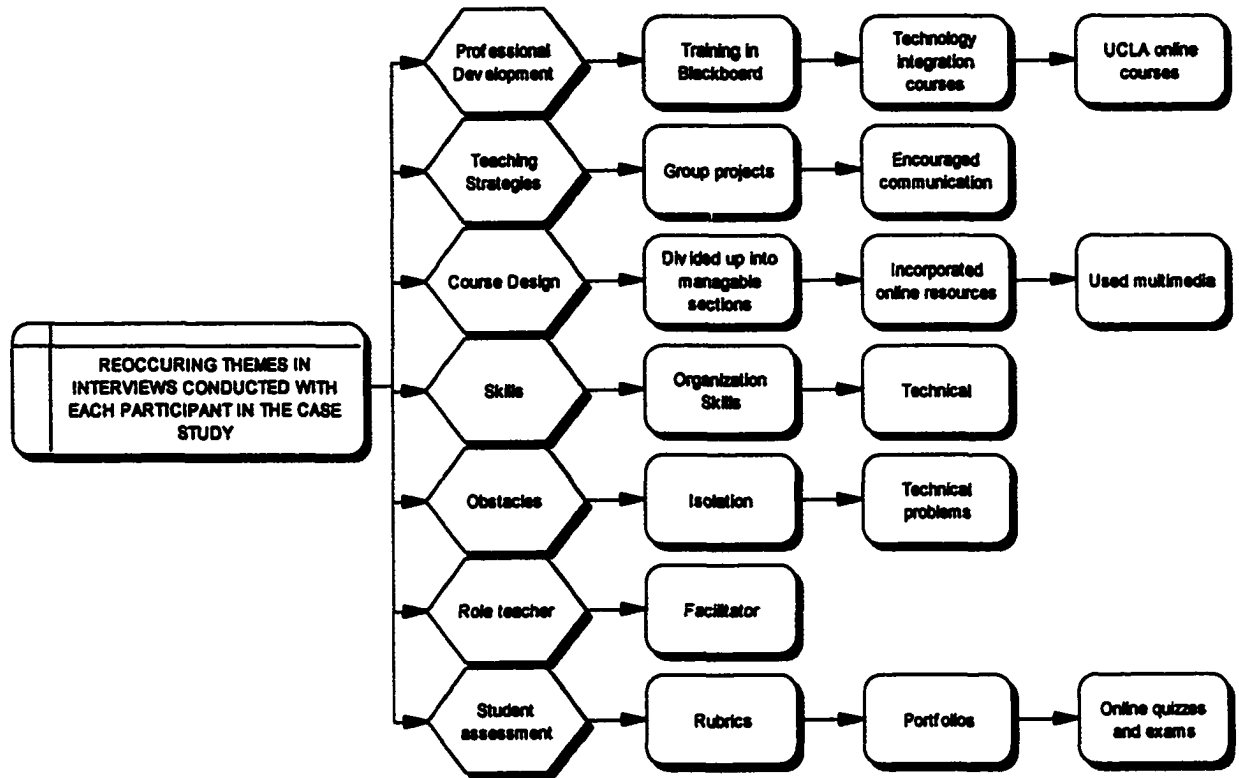 Professional
Development
Training in
Blackboard
Technology
integration
courses
UCLA online
courses
Teaching
Strategies
Group projects
Encouraged
communication
Course Design
Divided up into
managable
sections
Incorporated
online resources
Used multimedia
REOCCURING THEMES IN
INTERVIEWS CONDUCTED WITH
EACH PARTICIPANT IN THE CASE
STUDY
Skills
Organization
Skills
Technical
Obstacles
Isolation
Technical
problems
Role teacher
Facilitator
Student
assessment
Rubrics
Portfolios
Online quizzes
and exams